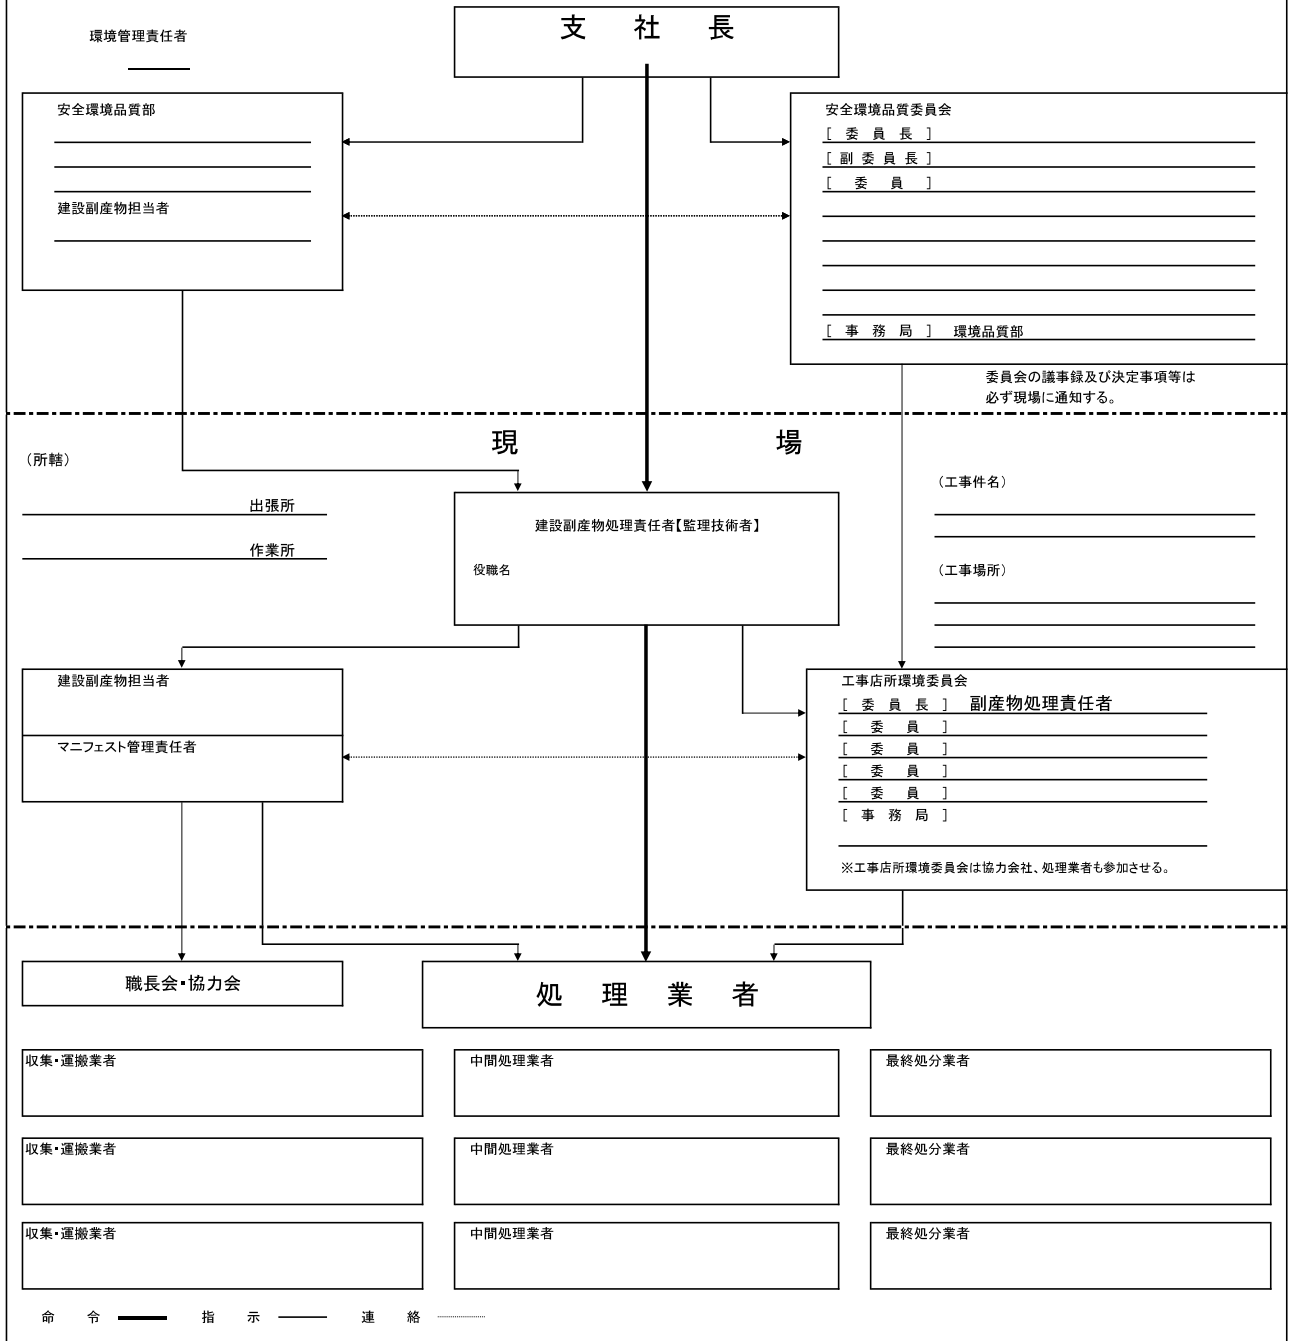 支 社 長
環境管理責任者
安全環境品質部
建設副産物担当者
安全環境品質委員会
[ 委 員 長 ]
[ 副 委 員 長 ]
[ 委 員 ]
[ 事 務 局 ] 環境品質部
委員会の議事録及び決定事項等は
必ず現場に通知する。
現 場
（所轄）
出張所
作業所
建設副産物処理責任者【監理技術者】
役職名
（工事件名）
（工事場所）
建設副産物担当者
マニフェスト管理責任者
工事店所環境委員会
[ 委 員 長 ] 副産物処理責任者
[ 委 員 ]
[ 委 員 ]
[ 委 員 ]
[ 委 員 ]
[ 事 務 局 ]
※工事店所環境委員会は協力会社、処理業者も参加させる。
職長会・協力会
処 理 業 者
収集・運搬業者 中間処理業者 最終処分業者
収集・運搬業者 中間処理業者 最終処分業者
収集・運搬業者 中間処理業者 最終処分業者
命 令 指 示 連 絡